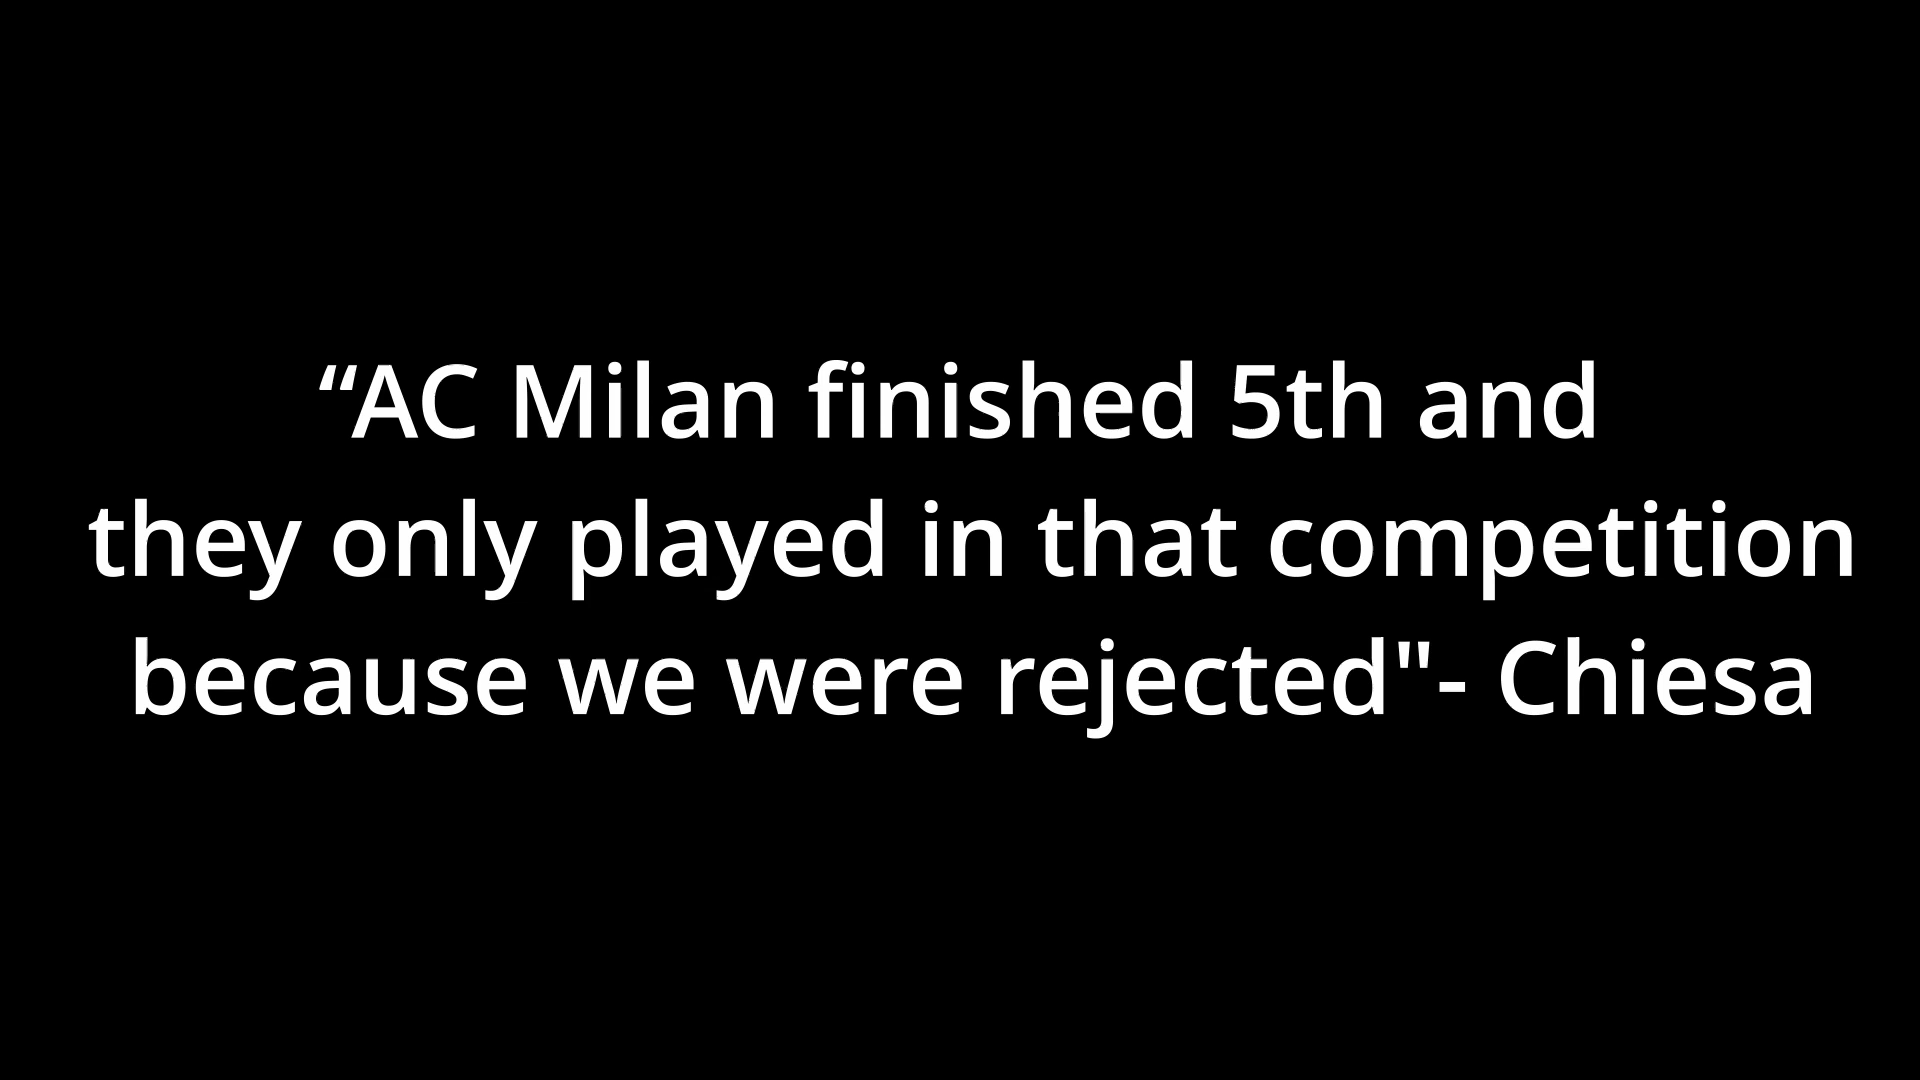 “AC Milan finished 5th and
they only played in that competition
because we were rejected"- Chiesa